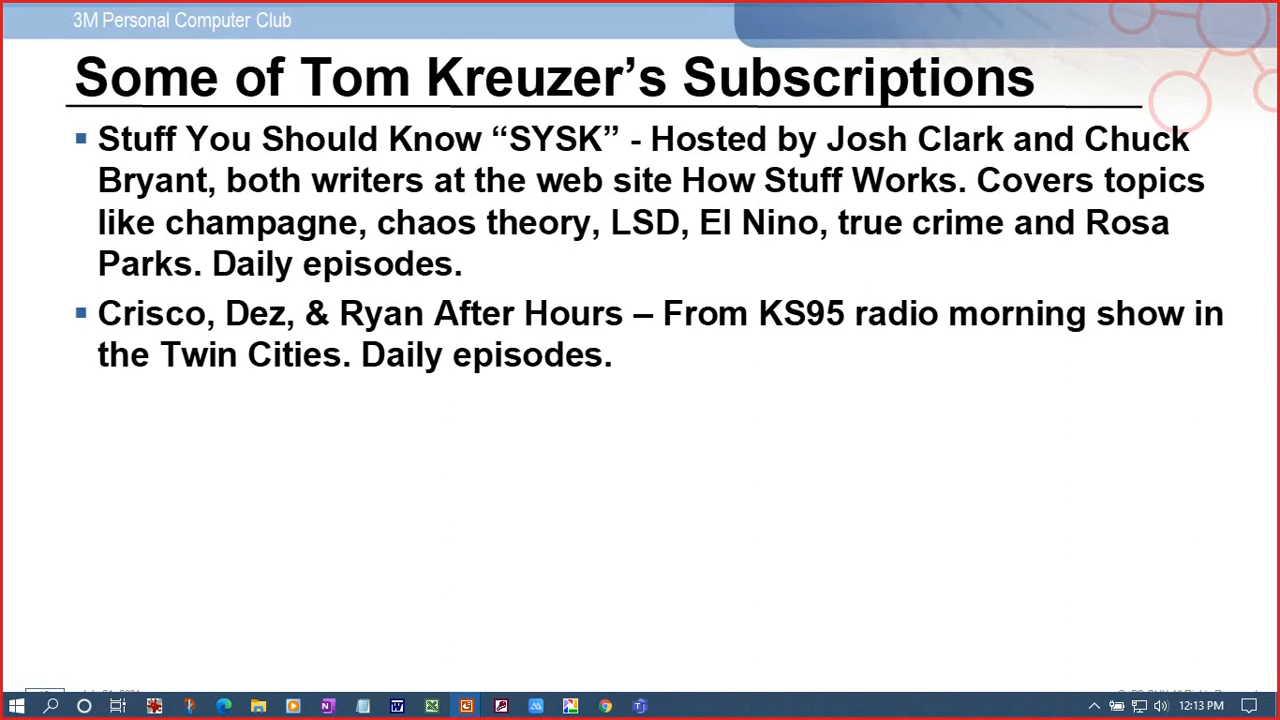 3M Personal Computer Club
Some of Tom Kreuzer’s Subscriptions
▪ Stuff You Should Know “SYSK” - Hosted by Josh Clark and Chuck
Bryant, both writers at the web site How Stuff Works. Covers topics
like champagne, chaos theory, LSD, El Nino, true crime and Rosa
Parks. Daily episodes.
▪ Crisco, Dez, & Ryan After Hours – From KS95 radio morning show in
the Twin Cities. Daily episodes.
12:13 PM